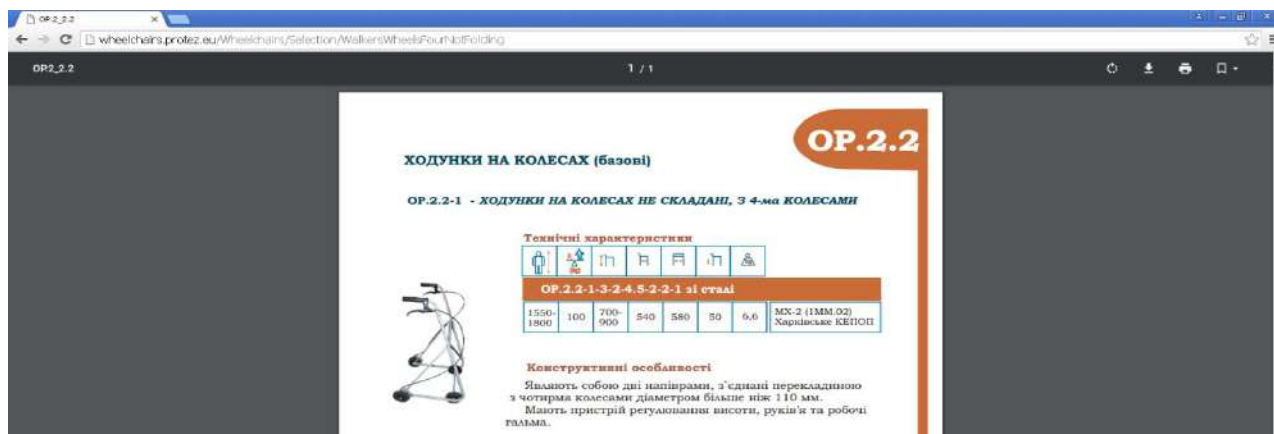 OP2_2.2
wheelchairs.protez.eu/Wheelchairs/Selection/WalkersWheelsFourNotFolding
OP2_2.2
1 / 1
ОР.2.2
ХОДУНКИ НА КОЛЕСАХ (базові)
ОР.2.2-1 - ХОДУНКИ НА КОЛЕСАХ НЕ СКЛАДАНІ, З 4-ма КОЛЕСАМИ
Технічні характеристики
ОР.2.2-1-3-2-4.5-2-2-1 зі сталі
1550-1800 100 700-900 540 580 50 6,6 МХ-2 (1ММ.02)
Харківське КЕПОП
Конструктивні особливості
Являють собою дві напіврами, з'єднані перекладиною
з чотирма колесами діаметром більше ніж 110 мм.
Мають пристрій регулювання висоти, руків'я та робочі
гальма.